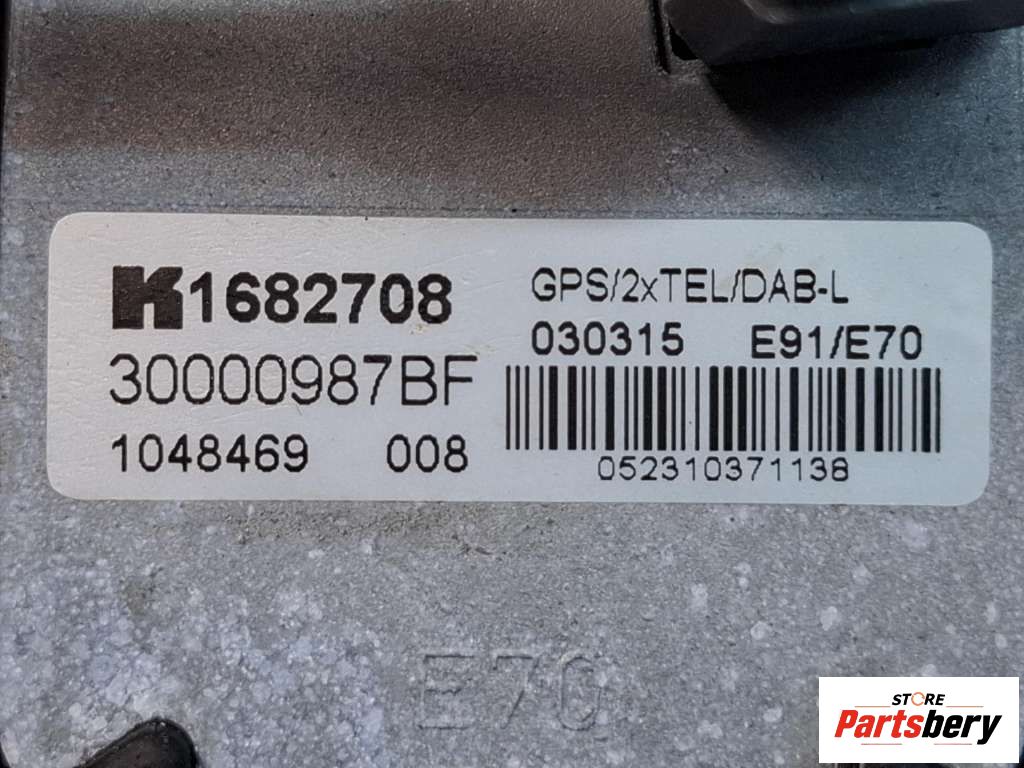 K1682708
30000987BF
1048469 008
GPS/2xTEL/DAB-L
030315 E91/E70
052310371138
E70
STORE
Partsbery